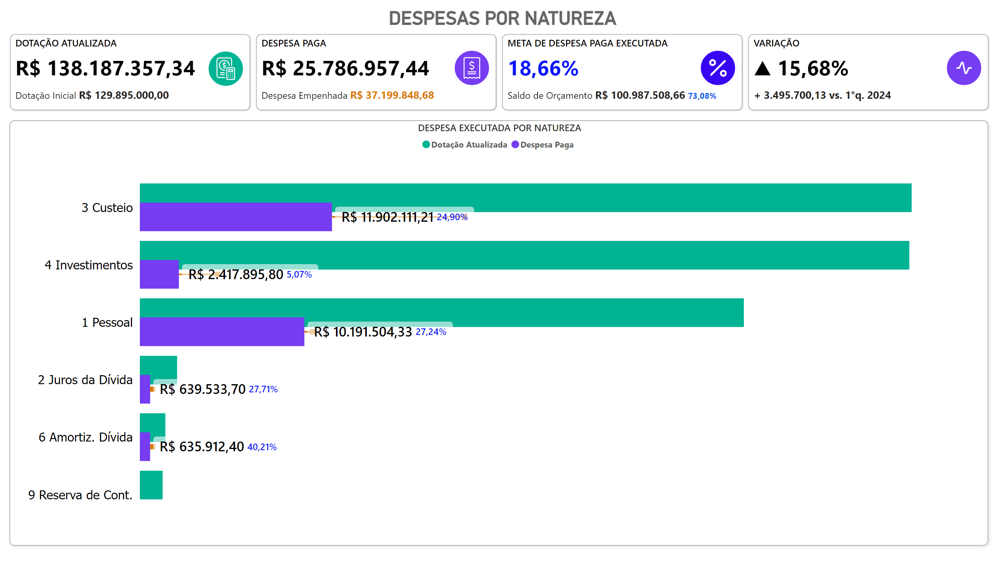 DESPESAS POR NATUREZA
DOTAÇÃO ATUALIZADA
R$ 138.187.357,34
Dotação Inicial R$ 129.895.000,00
DESPESA PAGA
R$ 25.786.957,44
Despesa Empenhada R$ 37.199.848,68
META DE DESPESA PAGA EXECUTADA
18,66%
Saldo de Orçamento R$ 100.987.508,66 73,08%
VARIAÇÃO
▲ 15,68%
+ 3.495.700,13 vs. 1°q. 2024
DESPESA EXECUTADA POR NATUREZA
Dotação Atualizada Despesa Paga
3 Custeio R$ 11.902.111,21 24,90%
4 Investimentos R$ 2.417.895,80 5,07%
1 Pessoal R$ 10.191.504,33 27,24%
2 Juros da Dívida R$ 639.533,70 27,71%
6 Amortiz. Dívida R$ 635.912,40 40,21%
9 Reserva de Cont.